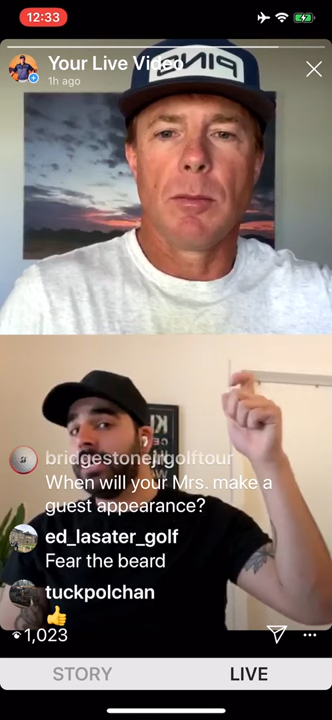 12:33
Your Live Video
1h ago
PING
bridgestonejrgolftour
When will your Mrs. make a
guest appearance?
ed_lasater_golf
Fear the beard
tuckpolchan
1,023
STORY
LIVE